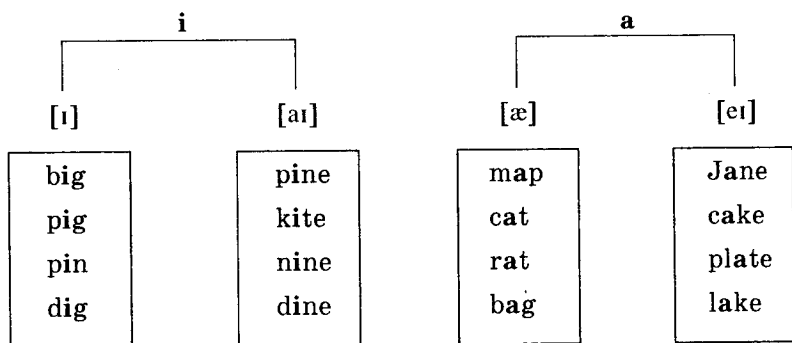 i a
[ɪ] [aɪ] [æ] [eɪ]
big pine map Jane
pig kite cat cake
pin nine rat plate
dig dine bag lake